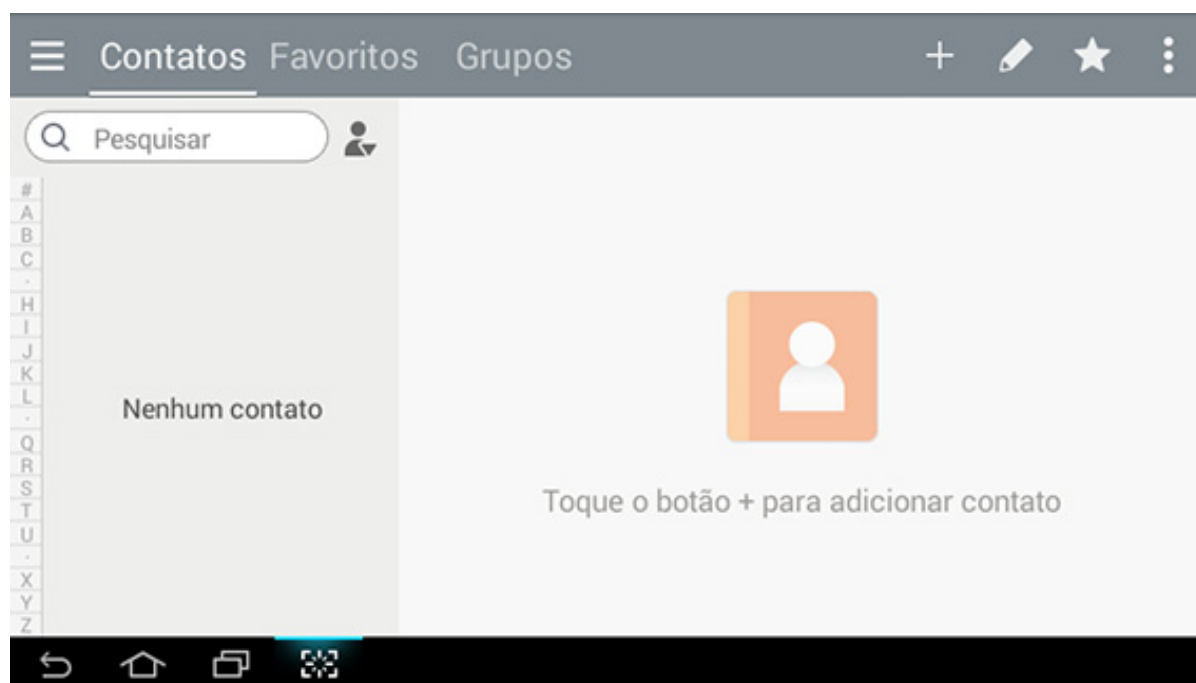 Contatos Favoritos Grupos
Pesquisar
#
A
B
C
·
H
I
J
K
L
·
Q
R
S
T
U
·
X
Y
Z
Nenhum contato
Toque o botão + para adicionar contato